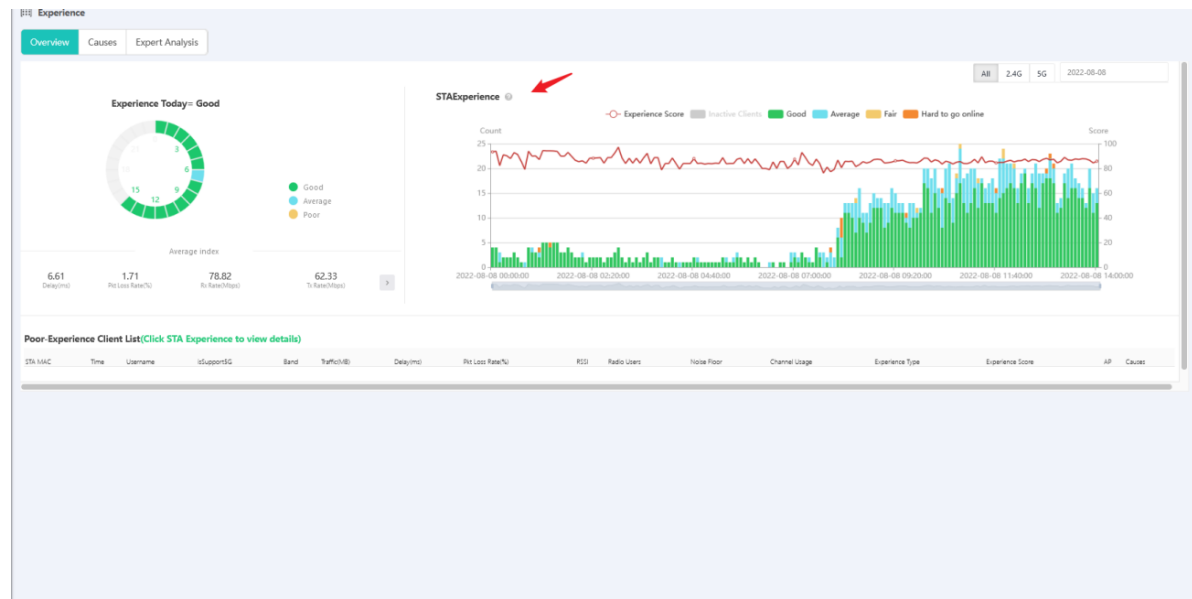 Experience
Overview Causes Expert Analysis
All 2.4G 5G 2022-08-08
Experience Today= Good
3
6
9
12
15
Good
Average
Poor
Average index
6.61 1.71 78.82 62.33
Delay(ms) Pkt Loss Rate(%) Rx Rate(Mbps) Tx Rate(Mbps)
STAExperience
Experience Score Inactive Clients Good Average Fair Hard to go online
Count Score
25 100
20 80
15 60
10 40
5 20
0 0
2022-08-08 00:00:00 2022-08-08 02:20:00 2022-08-08 04:40:00 2022-08-08 07:00:00 2022-08-08 09:20:00 2022-08-08 11:40:00 2022-08-08 14:00:00
Poor-Experience Client List(Click STA Experience to view details)
STA MAC Time Username isSupport5G Band Traffic(MB) Delay(ms) Pkt Loss Rate(%) RSSI Radio Users Noise Floor Channel Usage Experience Type Experience Score AP Causes